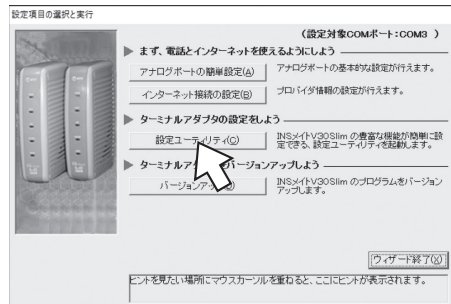 設定項目の選択と実行
(設定対象COMポート:COM3 )
まず、電話とインターネットを使えるようにしよう
アナログポートの簡単設定(A)
アナログポートの基本的な設定が行えます。
インターネット接続の設定(B)
プロバイダ情報の設定が行えます。
ターミナルアダプタの設定をしよう
設定ユーティリティ(C)
INSメイトV30Slim の豊富な機能が簡単に設
定できる、設定ユーティリティを起動します。
ターミナルア のバージョンアップしよう
バージョンアッ
INSメイトV30Slim のプログラムをバージョン
アップします。
ウィザード終了(X)
ヒントを見たい場所にマウスカーソルを重ねると、ここにヒントが表示されます。